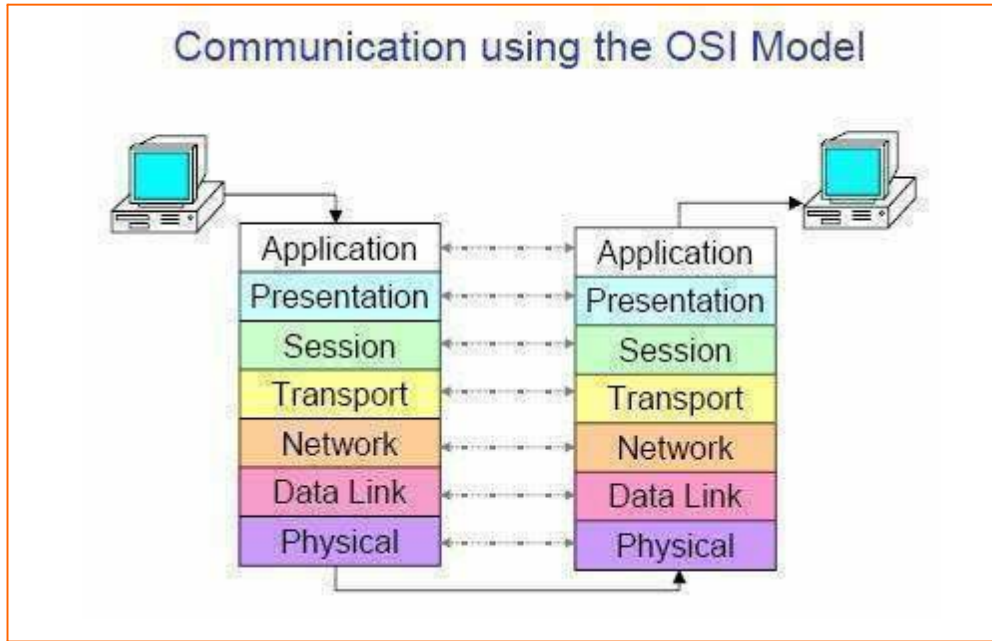 Communication using the OSI Model
Application
Presentation
Session
Transport
Network
Data Link
Physical
Application
Presentation
Session
Transport
Network
Data Link
Physical